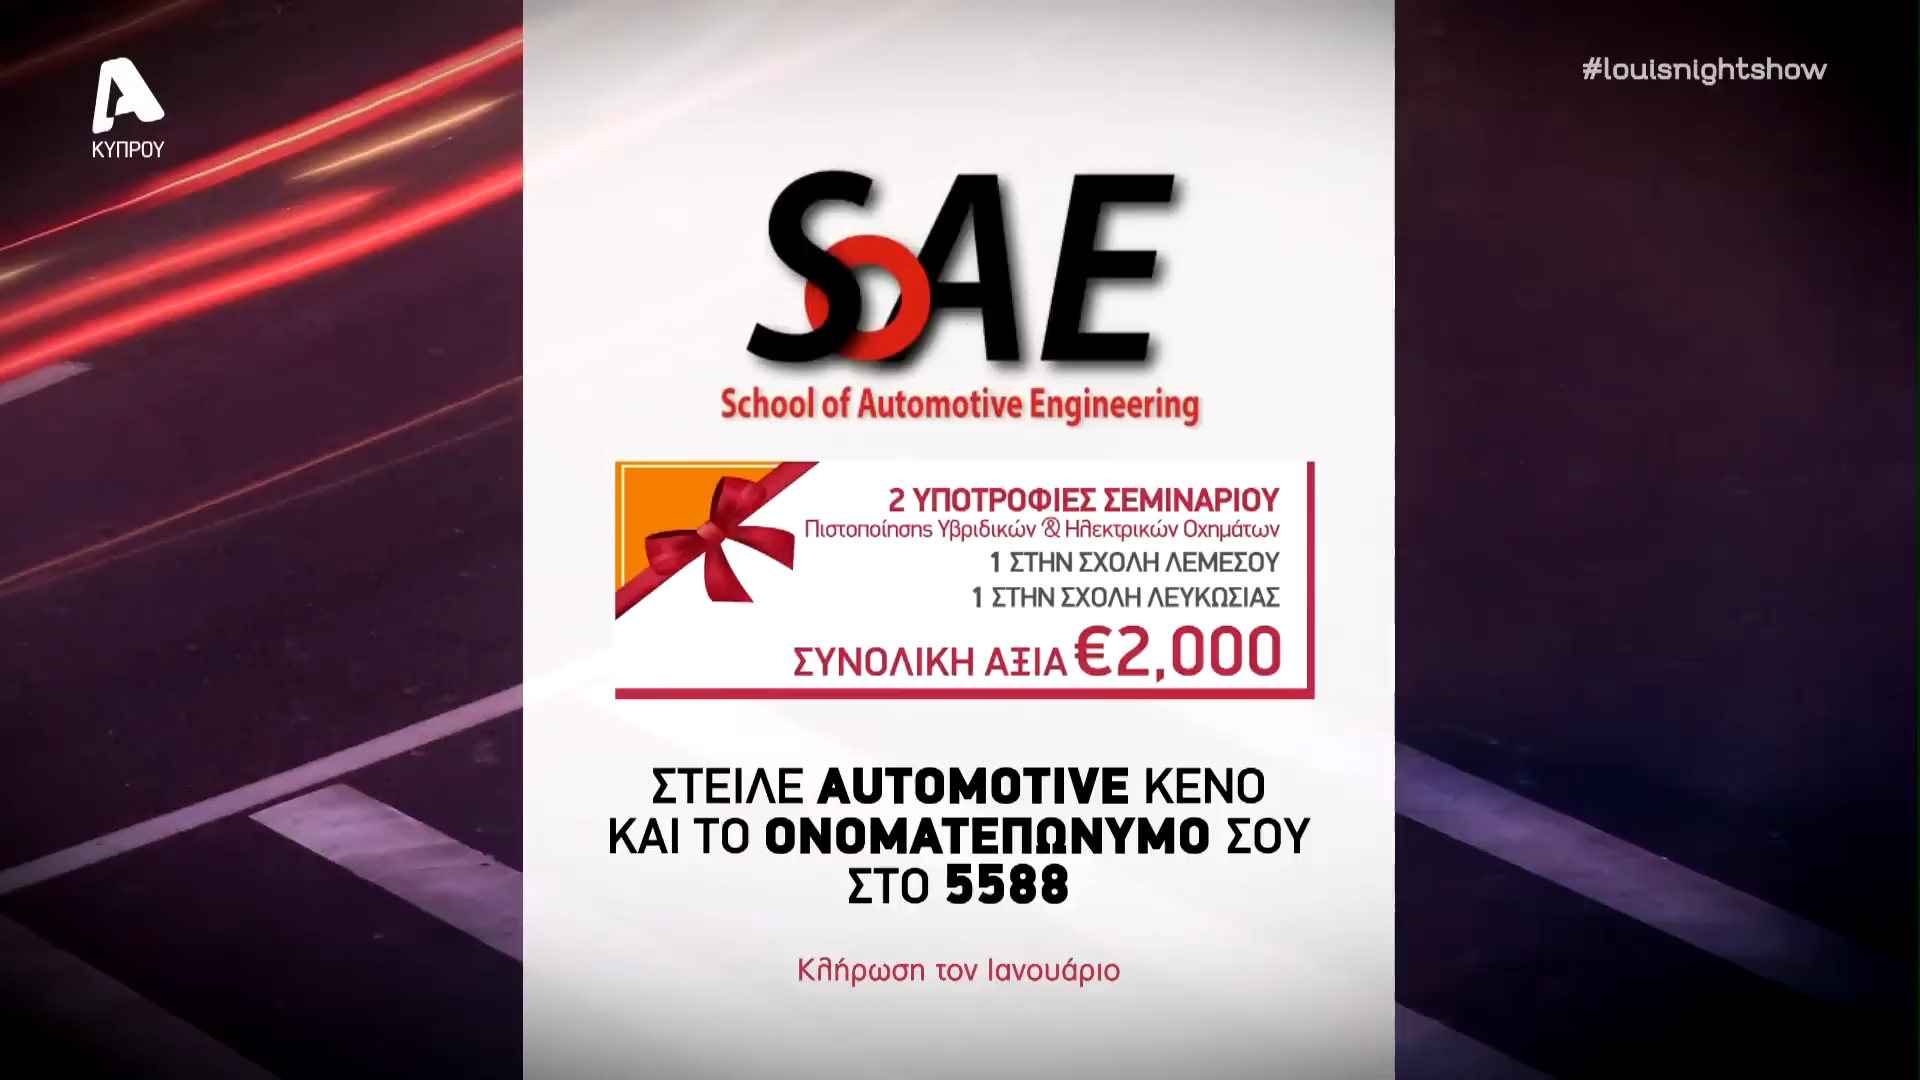 ΚΥΠΡΟΥ
#louisnightshow
SoAE
School of Automotive Engineering
2 ΥΠΟΤΡΟΦΙΕΣ ΣΕΜΙΝΑΡΙΟΥ
Πιστοποίησης Υβριδικών & Ηλεκτρικών Οχημάτων
1 ΣΤΗΝ ΣΧΟΛΗ ΛΕΜΕΣΟΥ
1 ΣΤΗΝ ΣΧΟΛΗ ΛΕΥΚΩΣΙΑΣ
ΣΥΝΟΛΙΚΗ ΑΞΙΑ €2,000
ΣΤΕΙΛΕ AUTOMOTIVE ΚΕΝΟ
ΚΑΙ ΤΟ ΟΝΟΜΑΤΕΠΩΝΥΜΟ ΣΟΥ
ΣΤΟ 5588
Κλήρωση τον Ιανουάριο